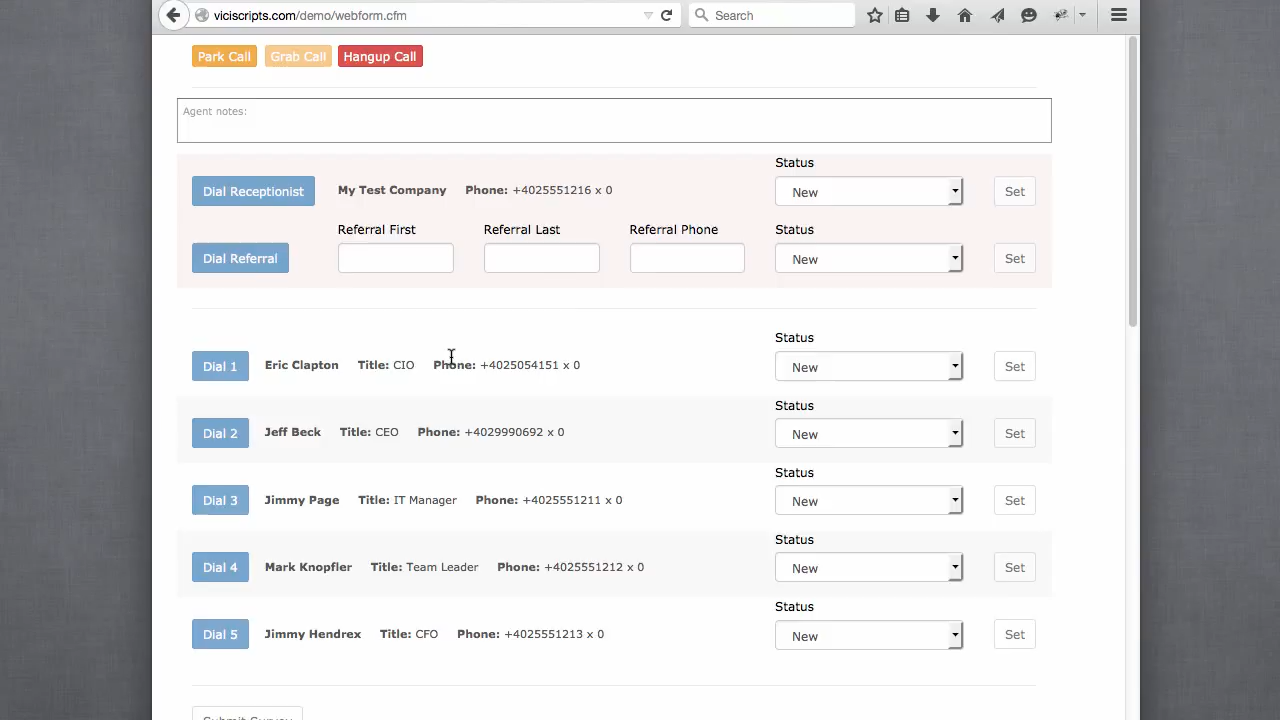 viciscripts.com/demo/webform.cfm Search
Park Call Grab Call Hangup Call
Agent notes:
Status
Dial Receptionist My Test Company Phone: +4025551216 x 0 New Set
Referral First Referral Last Referral Phone Status
Dial Referral New Set
Status
Dial 1 Eric Clapton Title: CIO Phone: +4025054151 x 0 New Set
Status
Dial 2 Jeff Beck Title: CEO Phone: +4029990692 x 0 New Set
Status
Dial 3 Jimmy Page Title: IT Manager Phone: +4025551211 x 0 New Set
Status
Dial 4 Mark Knopfler Title: Team Leader Phone: +4025551212 x 0 New Set
Status
Dial 5 Jimmy Hendrex Title: CFO Phone: +4025551213 x 0 New Set
Submit Survey